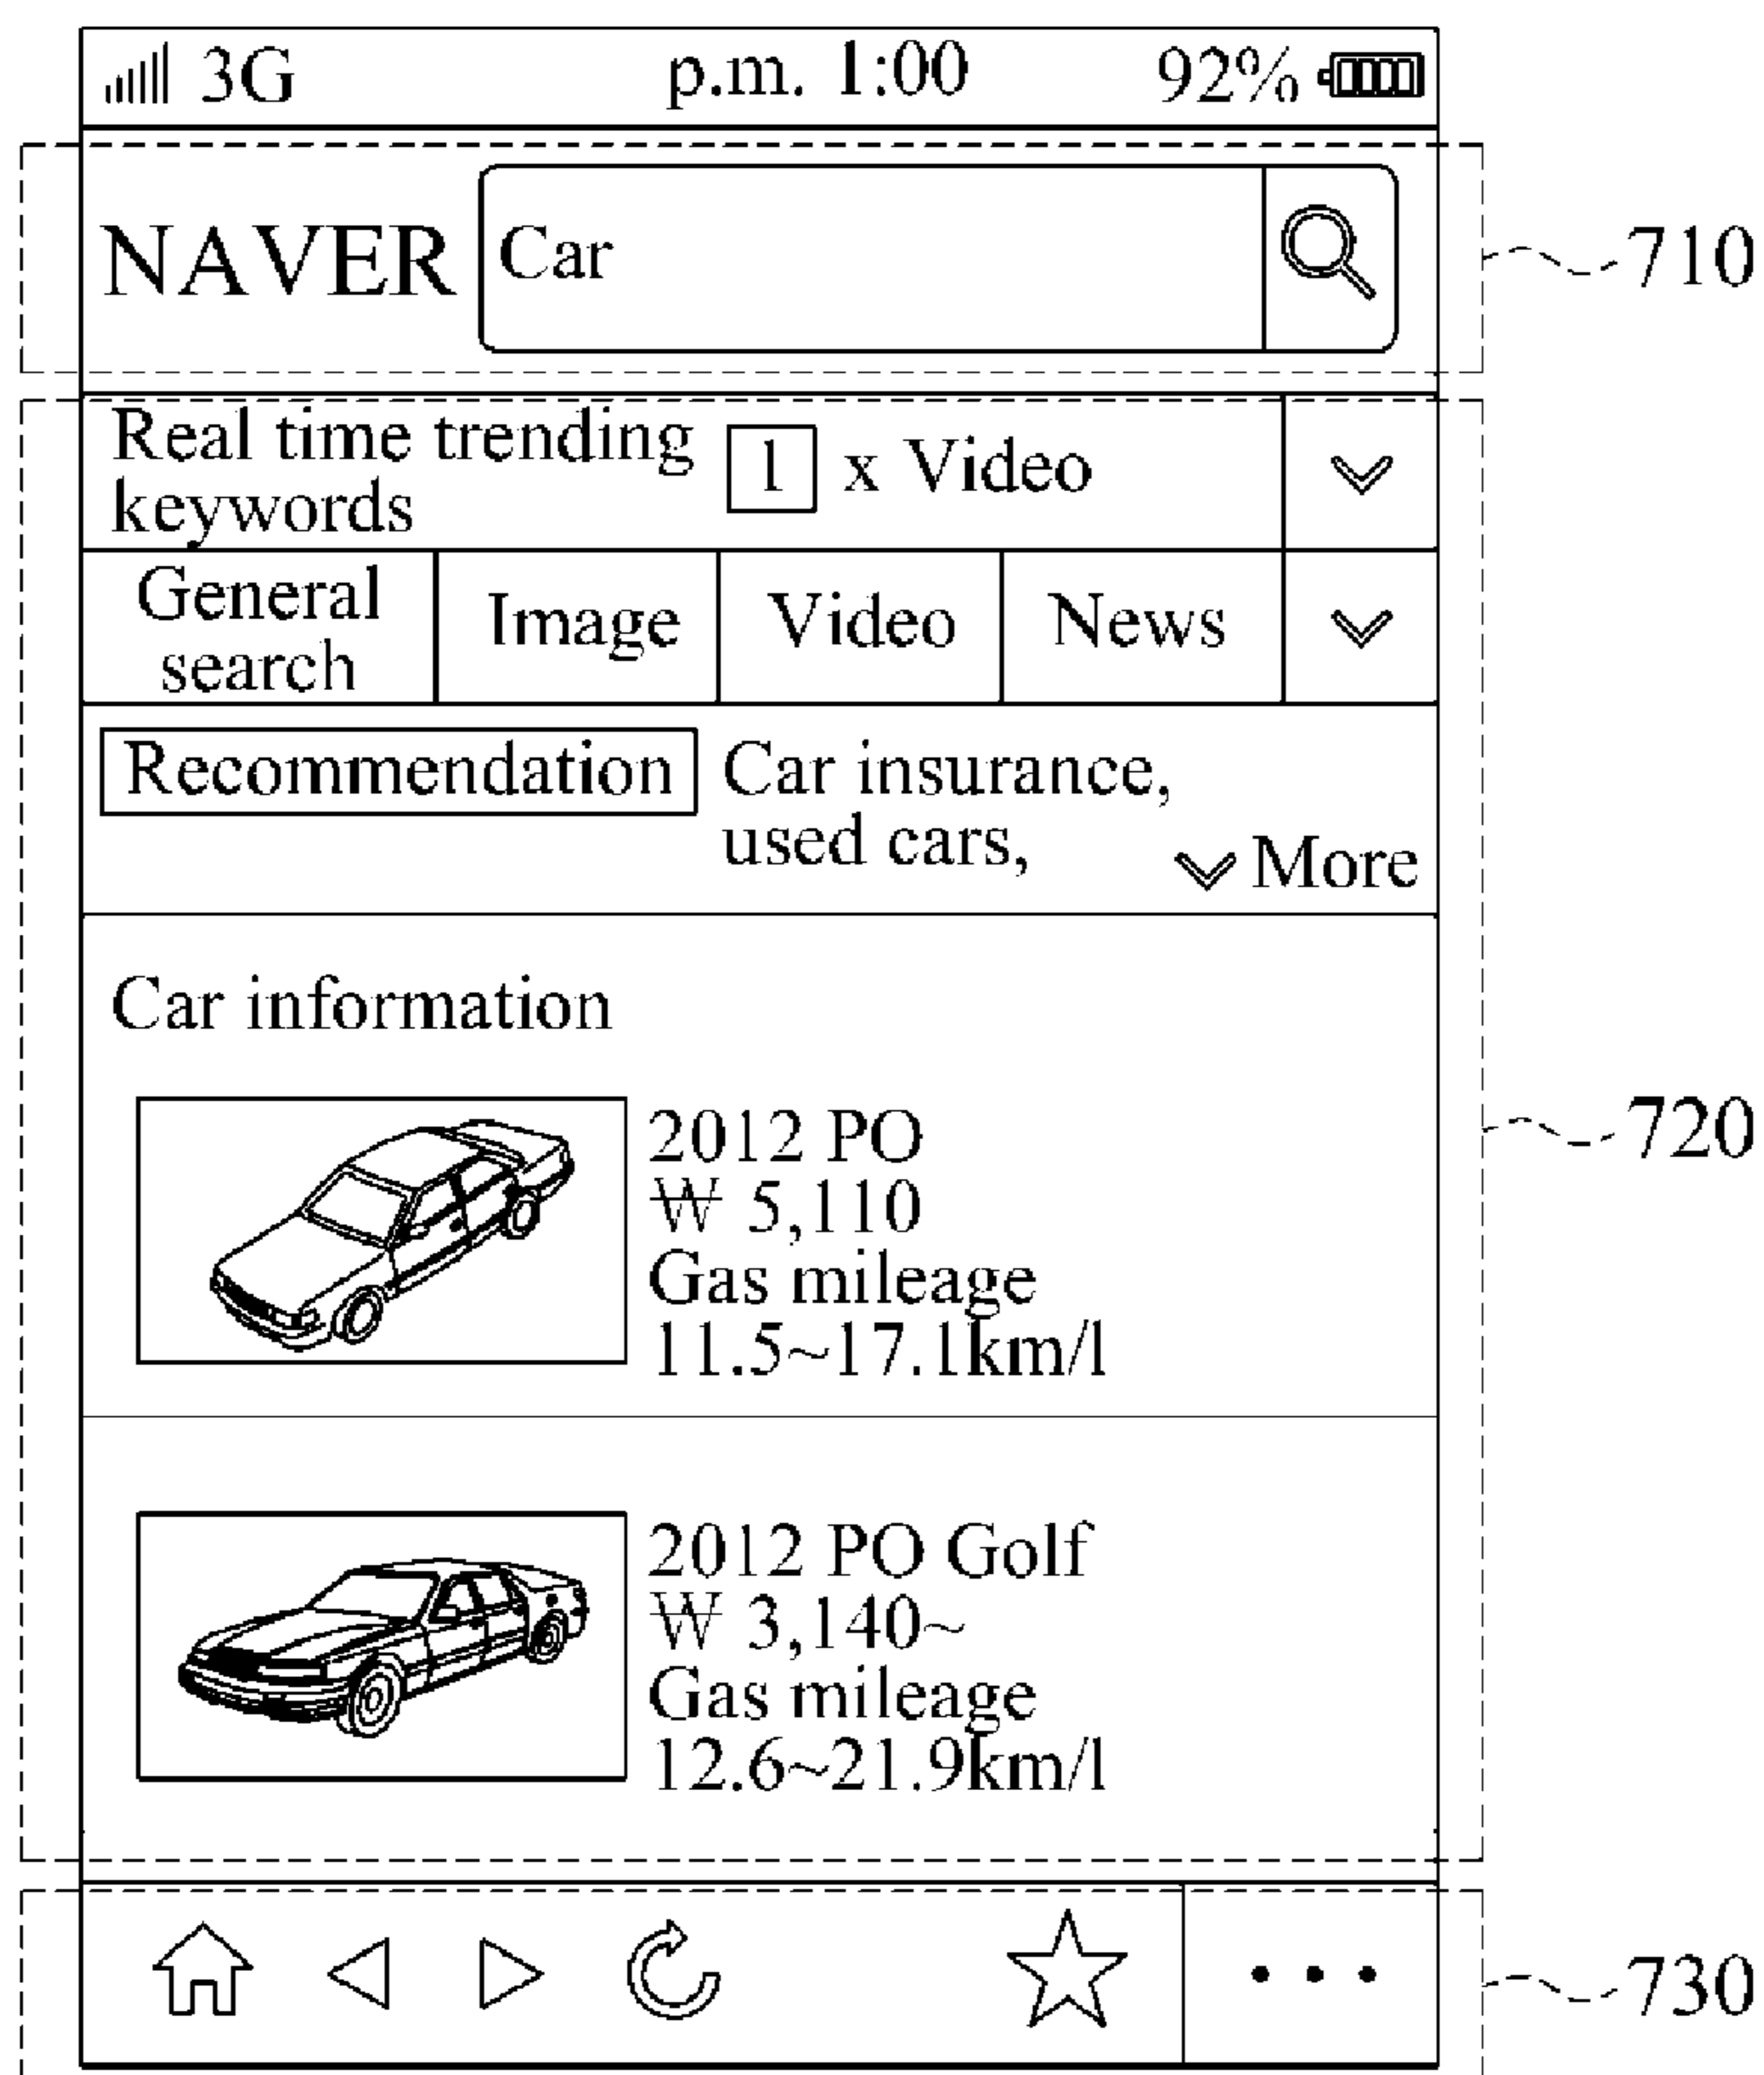 3G p.m. 1:00 92%
NAVER Car
710
Real time trending
keywords
1 x Video
General
search
Image Video News
Recommendation Car insurance,
used cars,
More
Car information
720
2012 PO
₩ 5,110
Gas mileage
11.5~17.1km/l
2012 PO Golf
₩ 3,140~
Gas mileage
12.6~21.9km/l
730